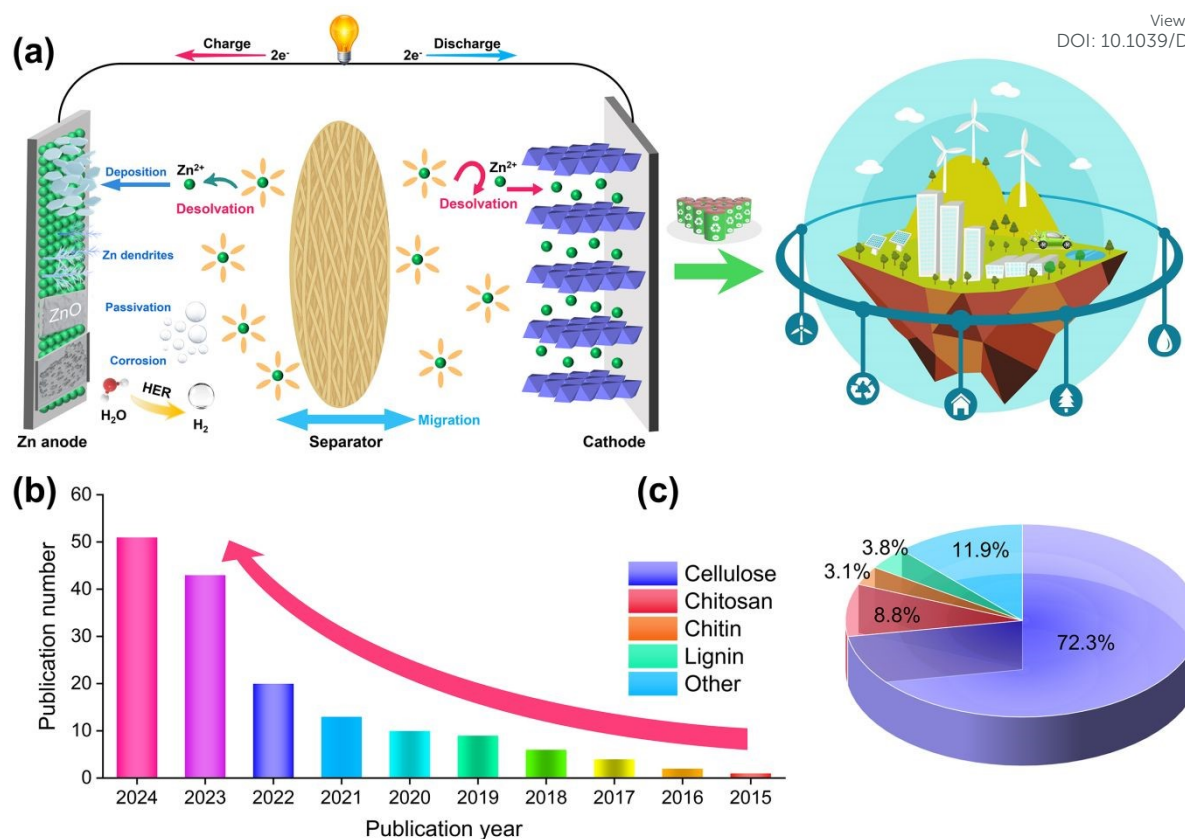 View
DOI: 10.1039/D
(a)
Charge 2e⁻ 2e⁻ Discharge
Deposition Zn²⁺
Desolvation
Zn²⁺
Desolvation
Zn dendrites
ZnO
Passivation
Corrosion
HER
H₂O H₂
Migration
Zn anode Separator Cathode
(b)
Publication number
60
50
40
30
20
10
0
2024 2023 2022 2021 2020 2019 2018 2017 2016 2015
Publication year
Cellulose
Chitosan
Chitin
Lignin
Other
(c)
11.9%
3.8%
3.1%
8.8%
72.3%